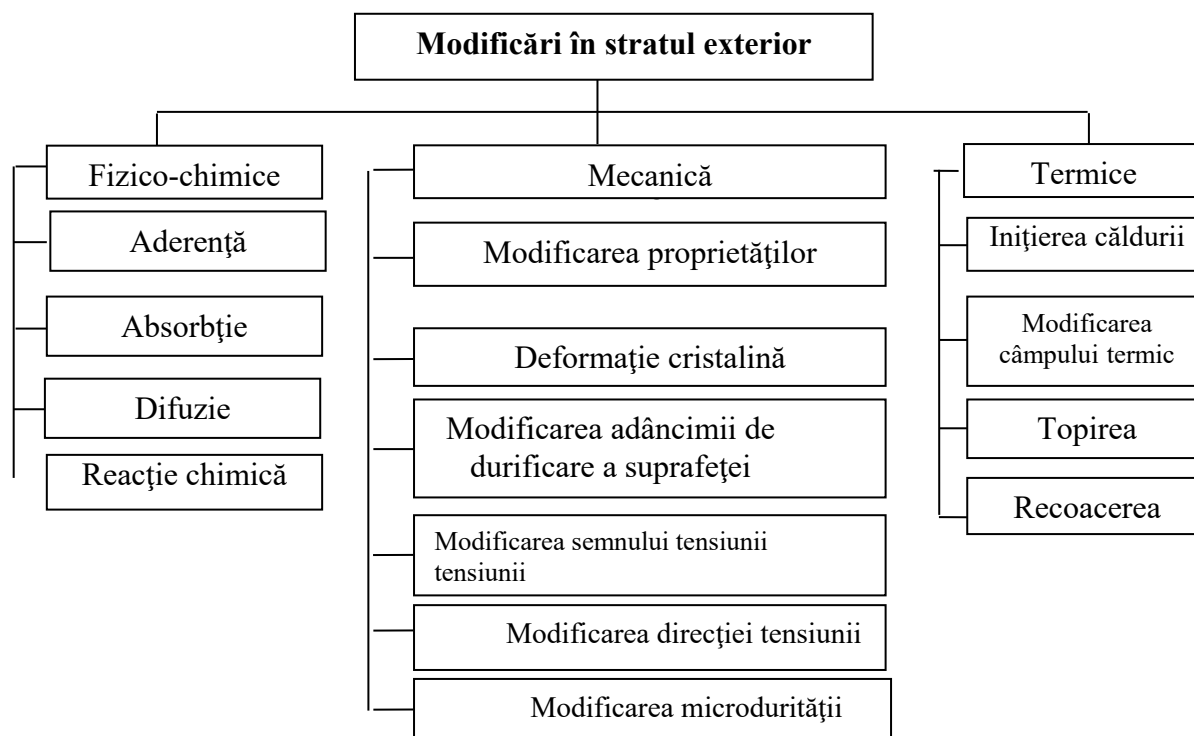 Modificări în stratul exterior
Fizico-chimice
Aderenţă
Absorbţie
Difuzie
Reacţie chimică
Mecanică
Modificarea proprietăţilor
Deformaţie cristalină
Modificarea adâncimii de
durificare a suprafeţei
Modificarea semnului tensiunii
tensiunii
Modificarea direcţiei tensiunii
Modificarea microdurităţii
Termice
Iniţierea căldurii
Modificarea
câmpului termic
Topirea
Recoacerea